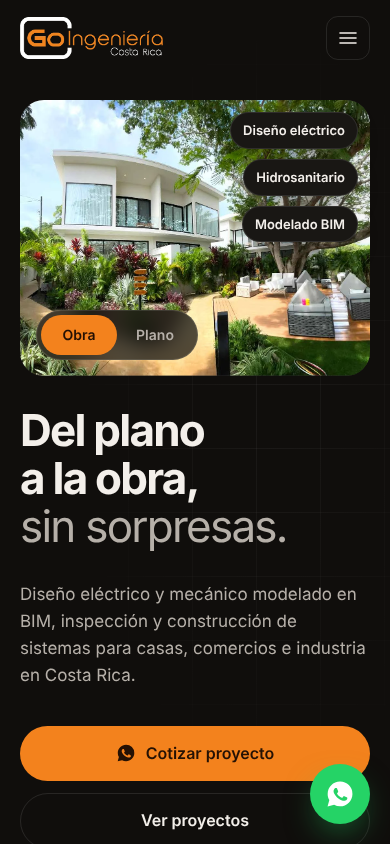 Go Ingeniería
Costa Rica
Diseño eléctrico
Hidrosanitario
Modelado BIM
Obra Plano
Del plano
a la obra,
sin sorpresas.
Diseño eléctrico y mecánico modelado en
BIM, inspección y construcción de
sistemas para casas, comercios e industria
en Costa Rica.
Cotizar proyecto
Ver proyectos